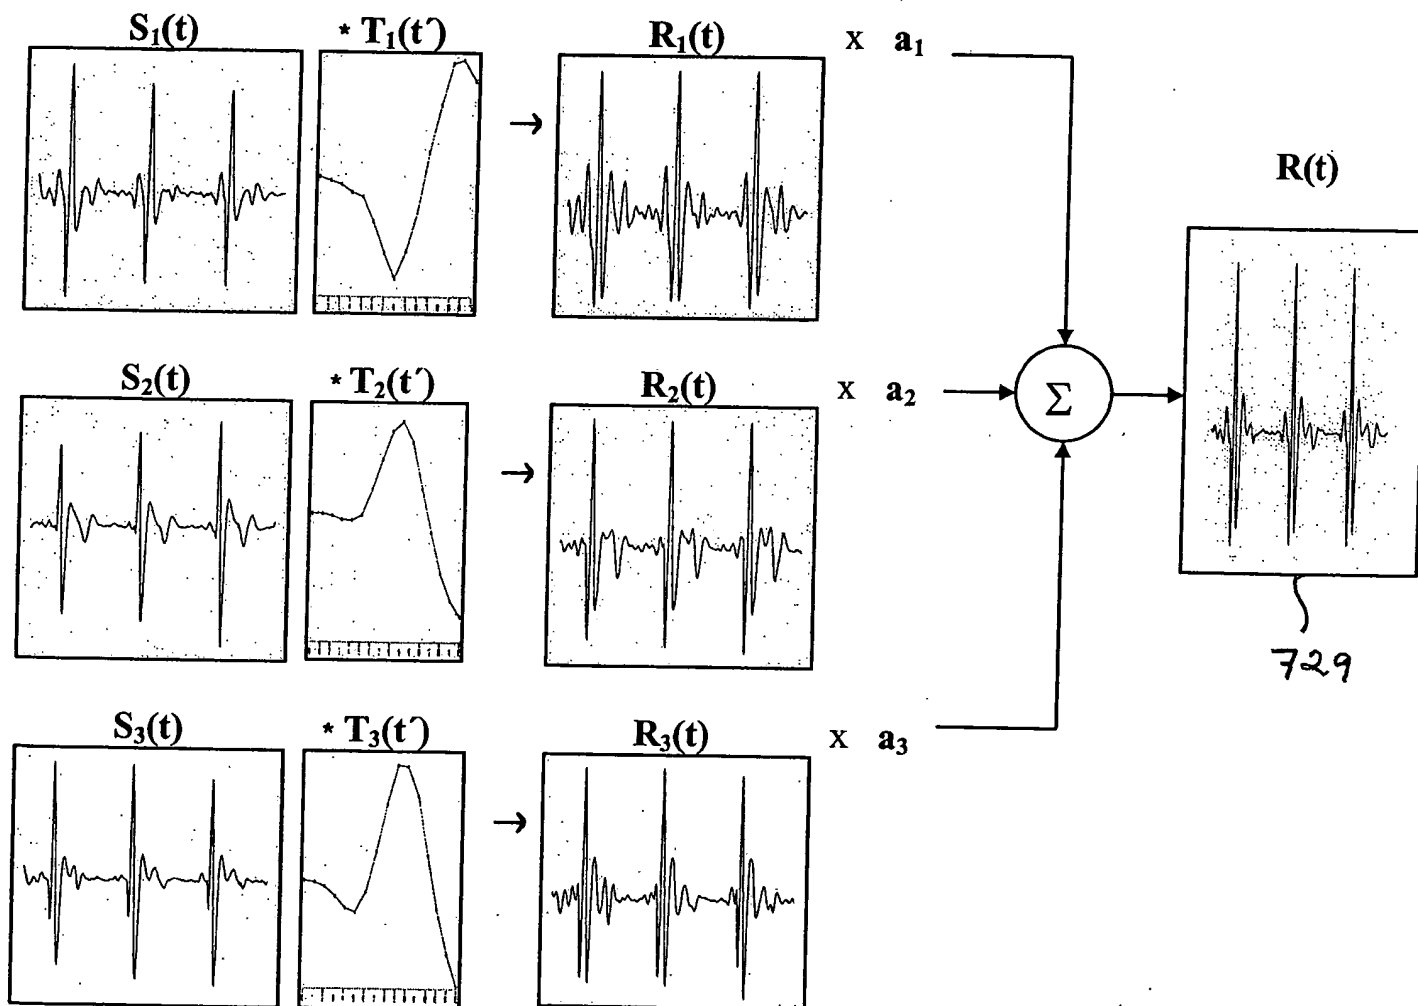 S₁(t) * T₁(t′) R₁(t) x a₁
→
R(t)
S₂(t) * T₂(t′) R₂(t) x a₂
Σ
→
729
S₃(t) * T₃(t′) R₃(t) x a₃
→